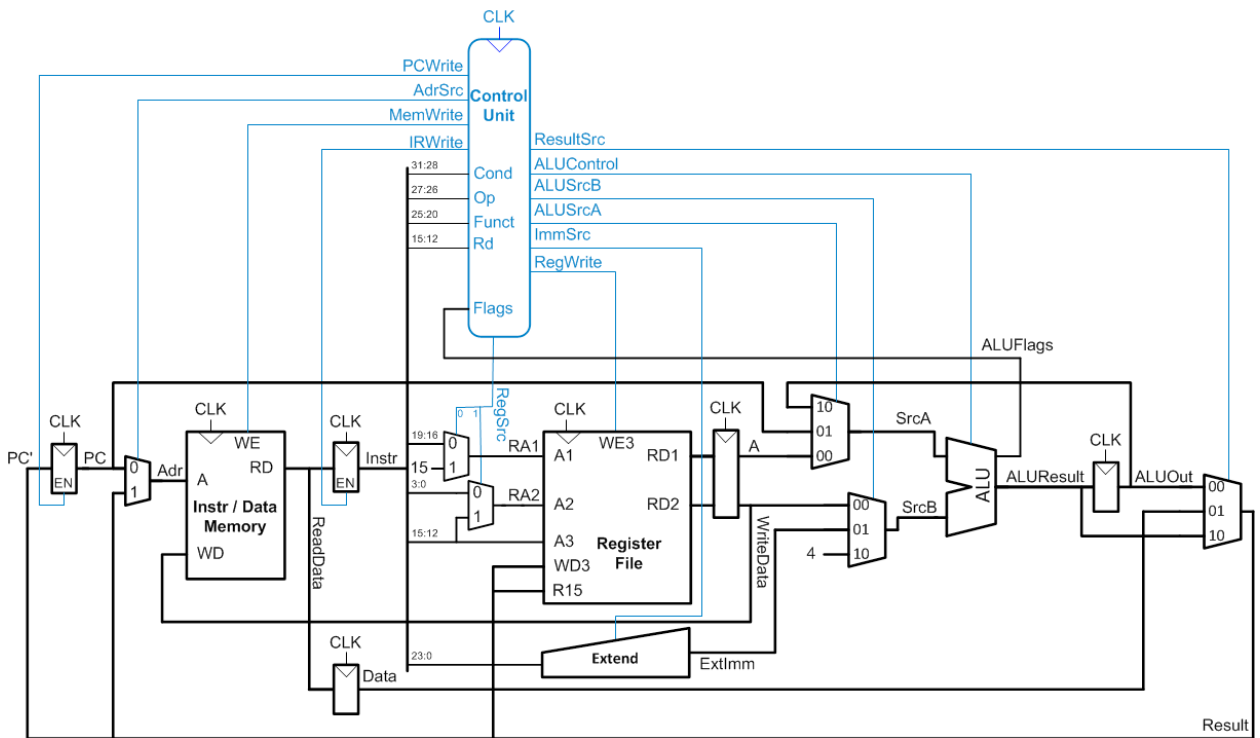 CLK
PCWrite
AdrSrc
MemWrite
IRWrite
Control
Unit
ResultSrc
ALUControl
ALUSrcB
ALUSrcA
ImmSrc
RegWrite
31:28
Cond
27:26
Op
25:20
Funct
15:12
Rd
Flags
ALUFlags
RegSrc
0 1
CLK
PC'
EN
PC
0
1
Adr
CLK
WE
A
RD
Instr / Data
Memory
WD
ReadData
CLK
EN
Instr
19:16
15
0
1
RA1
3:0
0
1
RA2
15:12
CLK
WE3
A1
RD1
A2
RD2
A3
Register
File
WD3
R15
CLK
A
WriteData
10
01
00
SrcA
00
01
4
10
SrcB
ALU
ALUResult
CLK
ALUOut
00
01
10
23:0
Extend
ExtImm
CLK
Data
Result